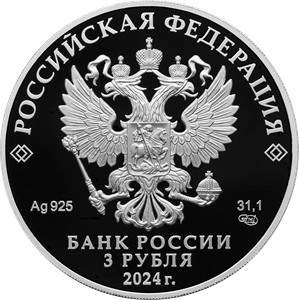 РОССИЙСКАЯ ФЕДЕРАЦИЯ
Ag 925
31,1
БАНК РОССИИ
3 РУБЛЯ
2024 г.